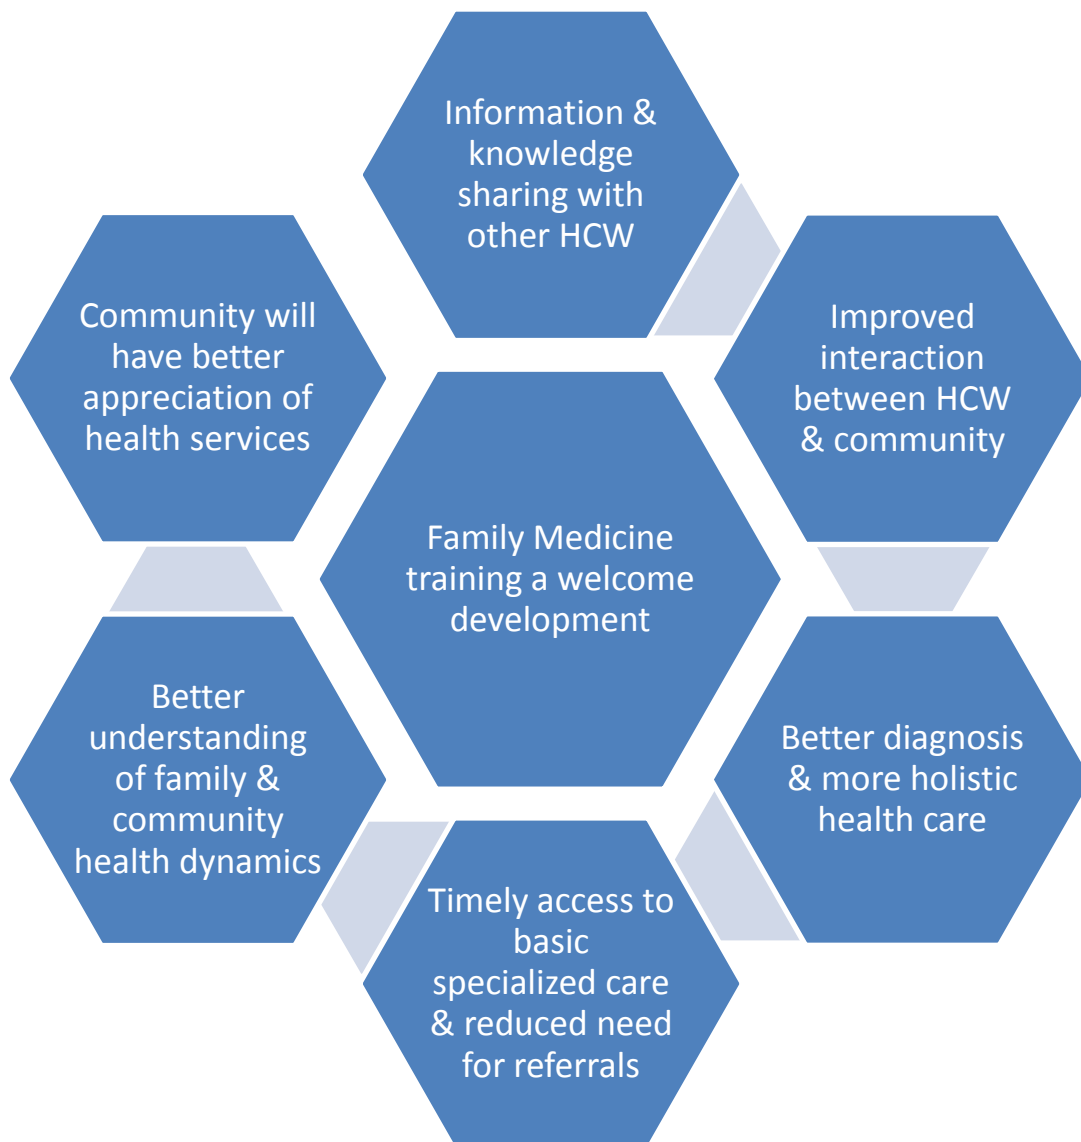 Information &
knowledge
sharing with
other HCW
Improved
interaction
between HCW
& community
Better diagnosis
& more holistic
health care
Timely access to
basic
specialized care
& reduced need
for referrals
Better
understanding
of family &
community
health dynamics
Community will
have better
appreciation of
health services
Family Medicine
training a welcome
development